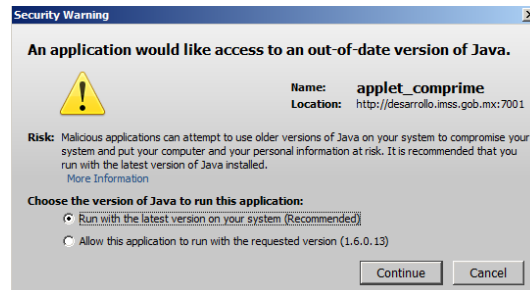 Security Warning
An application would like access to an out-of-date version of Java.
Name: applet_comprime
Location: http://desarrollo.imss.gob.mx:7001
Risk: Malicious applications can attempt to use older versions of Java on your system to compromise your
system and put your computer and your personal information at risk. It is recommended that you
run with the latest version of Java installed.
More Information
Choose the version of Java to run this application:
Run with the latest version on your system (Recommended)
Allow this application to run with the requested version (1.6.0.13)
Continue Cancel